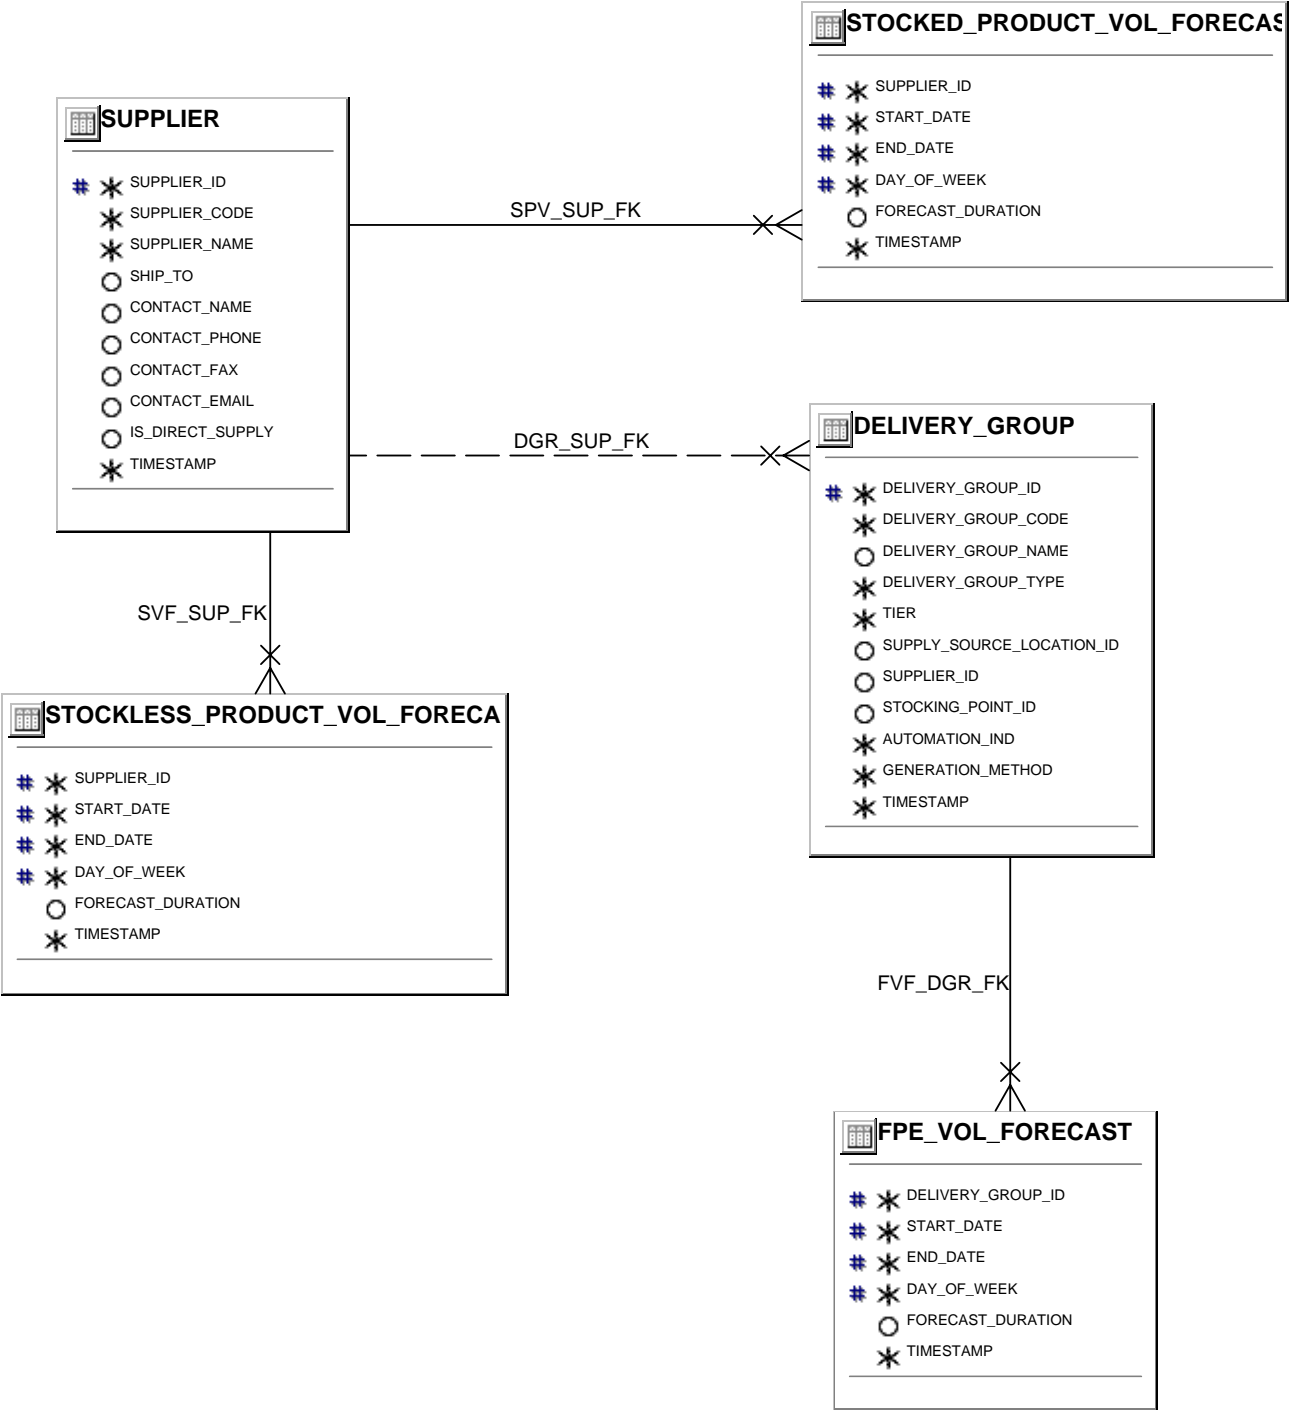 STOCKED_PRODUCT_VOL_FORECAS
# * SUPPLIER_ID
# * START_DATE
# * END_DATE
# * DAY_OF_WEEK
FORECAST_DURATION
* TIMESTAMP
SUPPLIER
# * SUPPLIER_ID
* SUPPLIER_CODE
* SUPPLIER_NAME
SHIP_TO
CONTACT_NAME
CONTACT_PHONE
CONTACT_FAX
CONTACT_EMAIL
IS_DIRECT_SUPPLY
* TIMESTAMP
SPV_SUP_FK
DGR_SUP_FK
DELIVERY_GROUP
# * DELIVERY_GROUP_ID
* DELIVERY_GROUP_CODE
DELIVERY_GROUP_NAME
* DELIVERY_GROUP_TYPE
* TIER
SUPPLY_SOURCE_LOCATION_ID
SUPPLIER_ID
STOCKING_POINT_ID
* AUTOMATION_IND
* GENERATION_METHOD
* TIMESTAMP
SVF_SUP_FK
STOCKLESS_PRODUCT_VOL_FORECA
# * SUPPLIER_ID
# * START_DATE
# * END_DATE
# * DAY_OF_WEEK
FORECAST_DURATION
* TIMESTAMP
FVF_DGR_FK
FPE_VOL_FORECAST
# * DELIVERY_GROUP_ID
# * START_DATE
# * END_DATE
# * DAY_OF_WEEK
FORECAST_DURATION
* TIMESTAMP